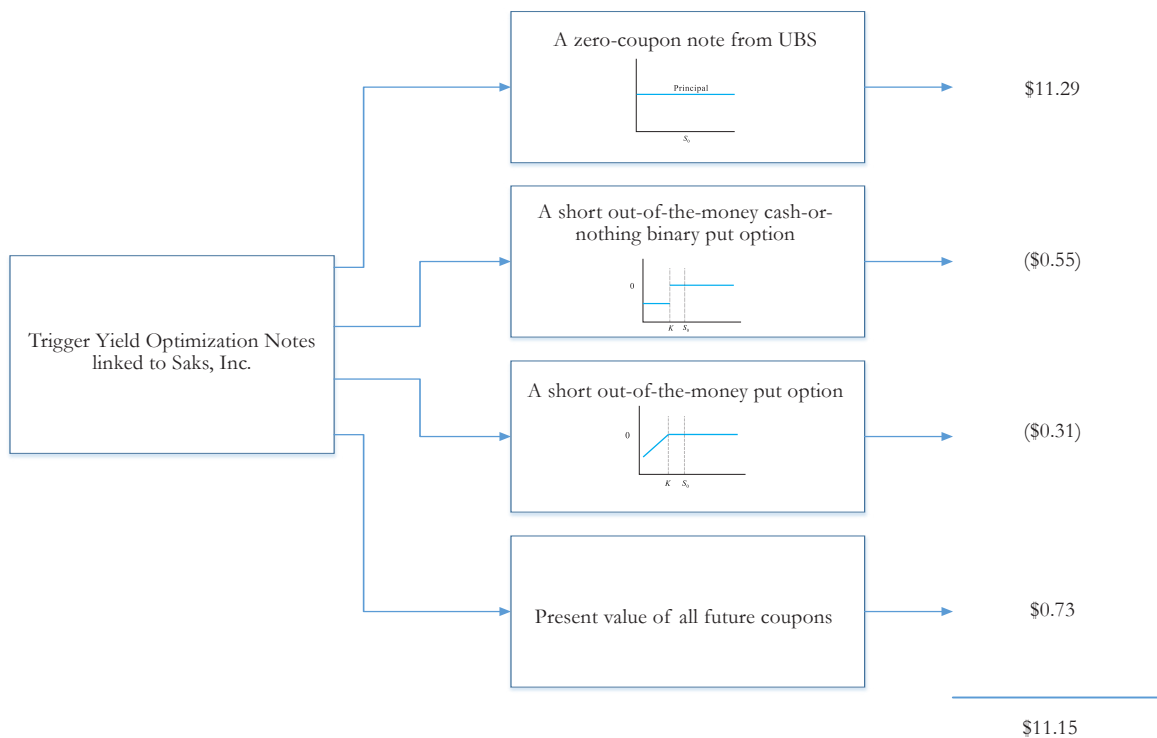 A zero-coupon note from UBS
Principal
S0
$11.29
A short out-of-the-money cash-or-
nothing binary put option
0
K S0
($0.55)
Trigger Yield Optimization Notes
linked to Saks, Inc.
A short out-of-the-money put option
0
K S0
($0.31)
Present value of all future coupons
$0.73
$11.15